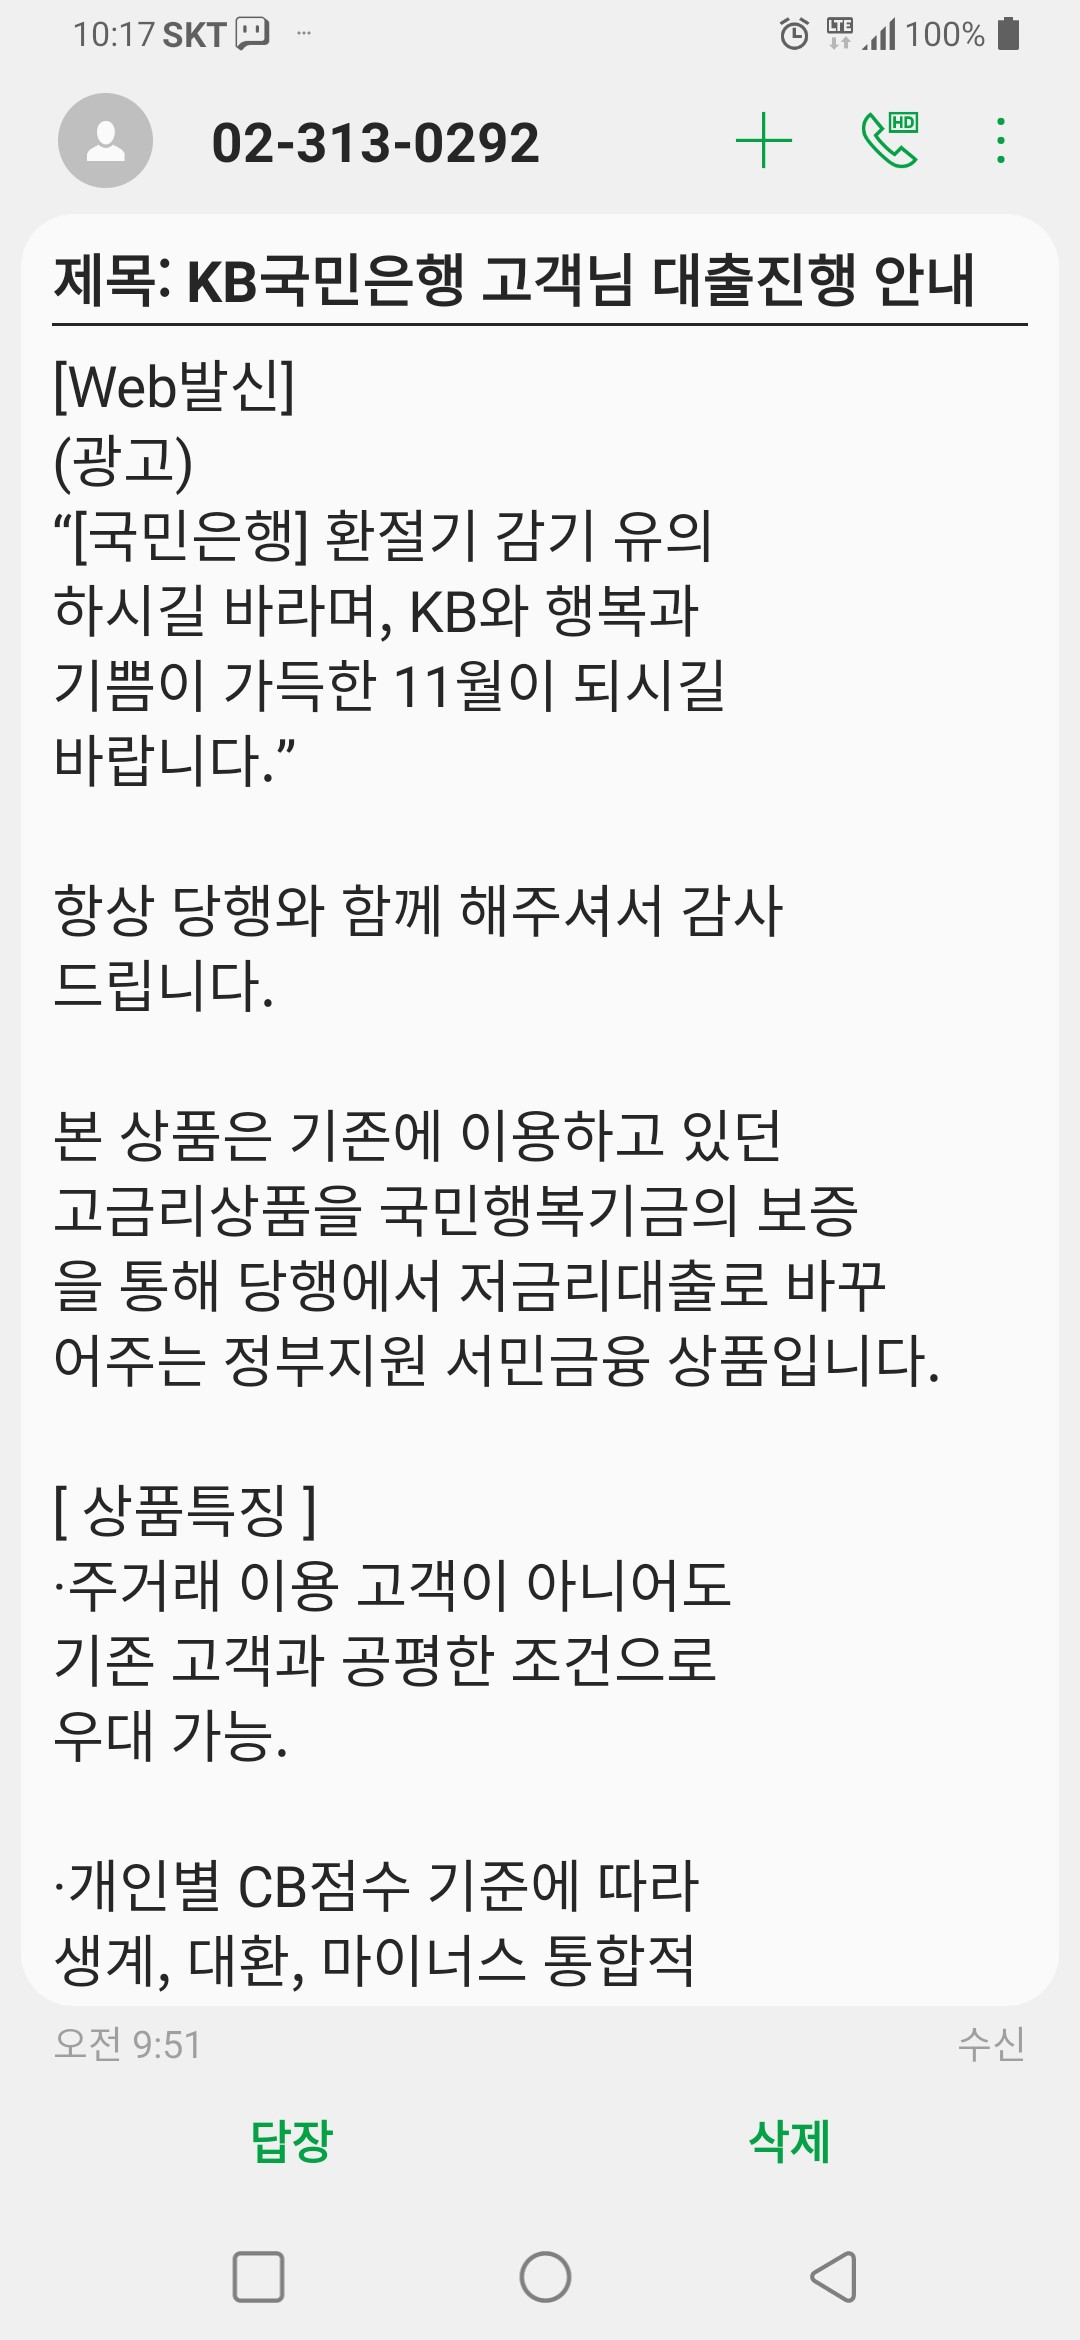 10:17 SKT ··· LTE 100%
02-313-0292 HD
제목: KB국민은행 고객님 대출진행 안내
[Web발신]
(광고)
“[국민은행] 환절기 감기 유의
하시길 바라며, KB와 행복과
기쁨이 가득한 11월이 되시길
바랍니다.”
항상 당행와 함께 해주셔서 감사
드립니다.
본 상품은 기존에 이용하고 있던
고금리상품을 국민행복기금의 보증
을 통해 당행에서 저금리대출로 바꾸
어주는 정부지원 서민금융 상품입니다.
[ 상품특징 ]
·주거래 이용 고객이 아니어도
기존 고객과 공평한 조건으로
우대 가능.
·개인별 CB점수 기준에 따라
생계, 대환, 마이너스 통합적
오전 9:51 수신
답장 삭제